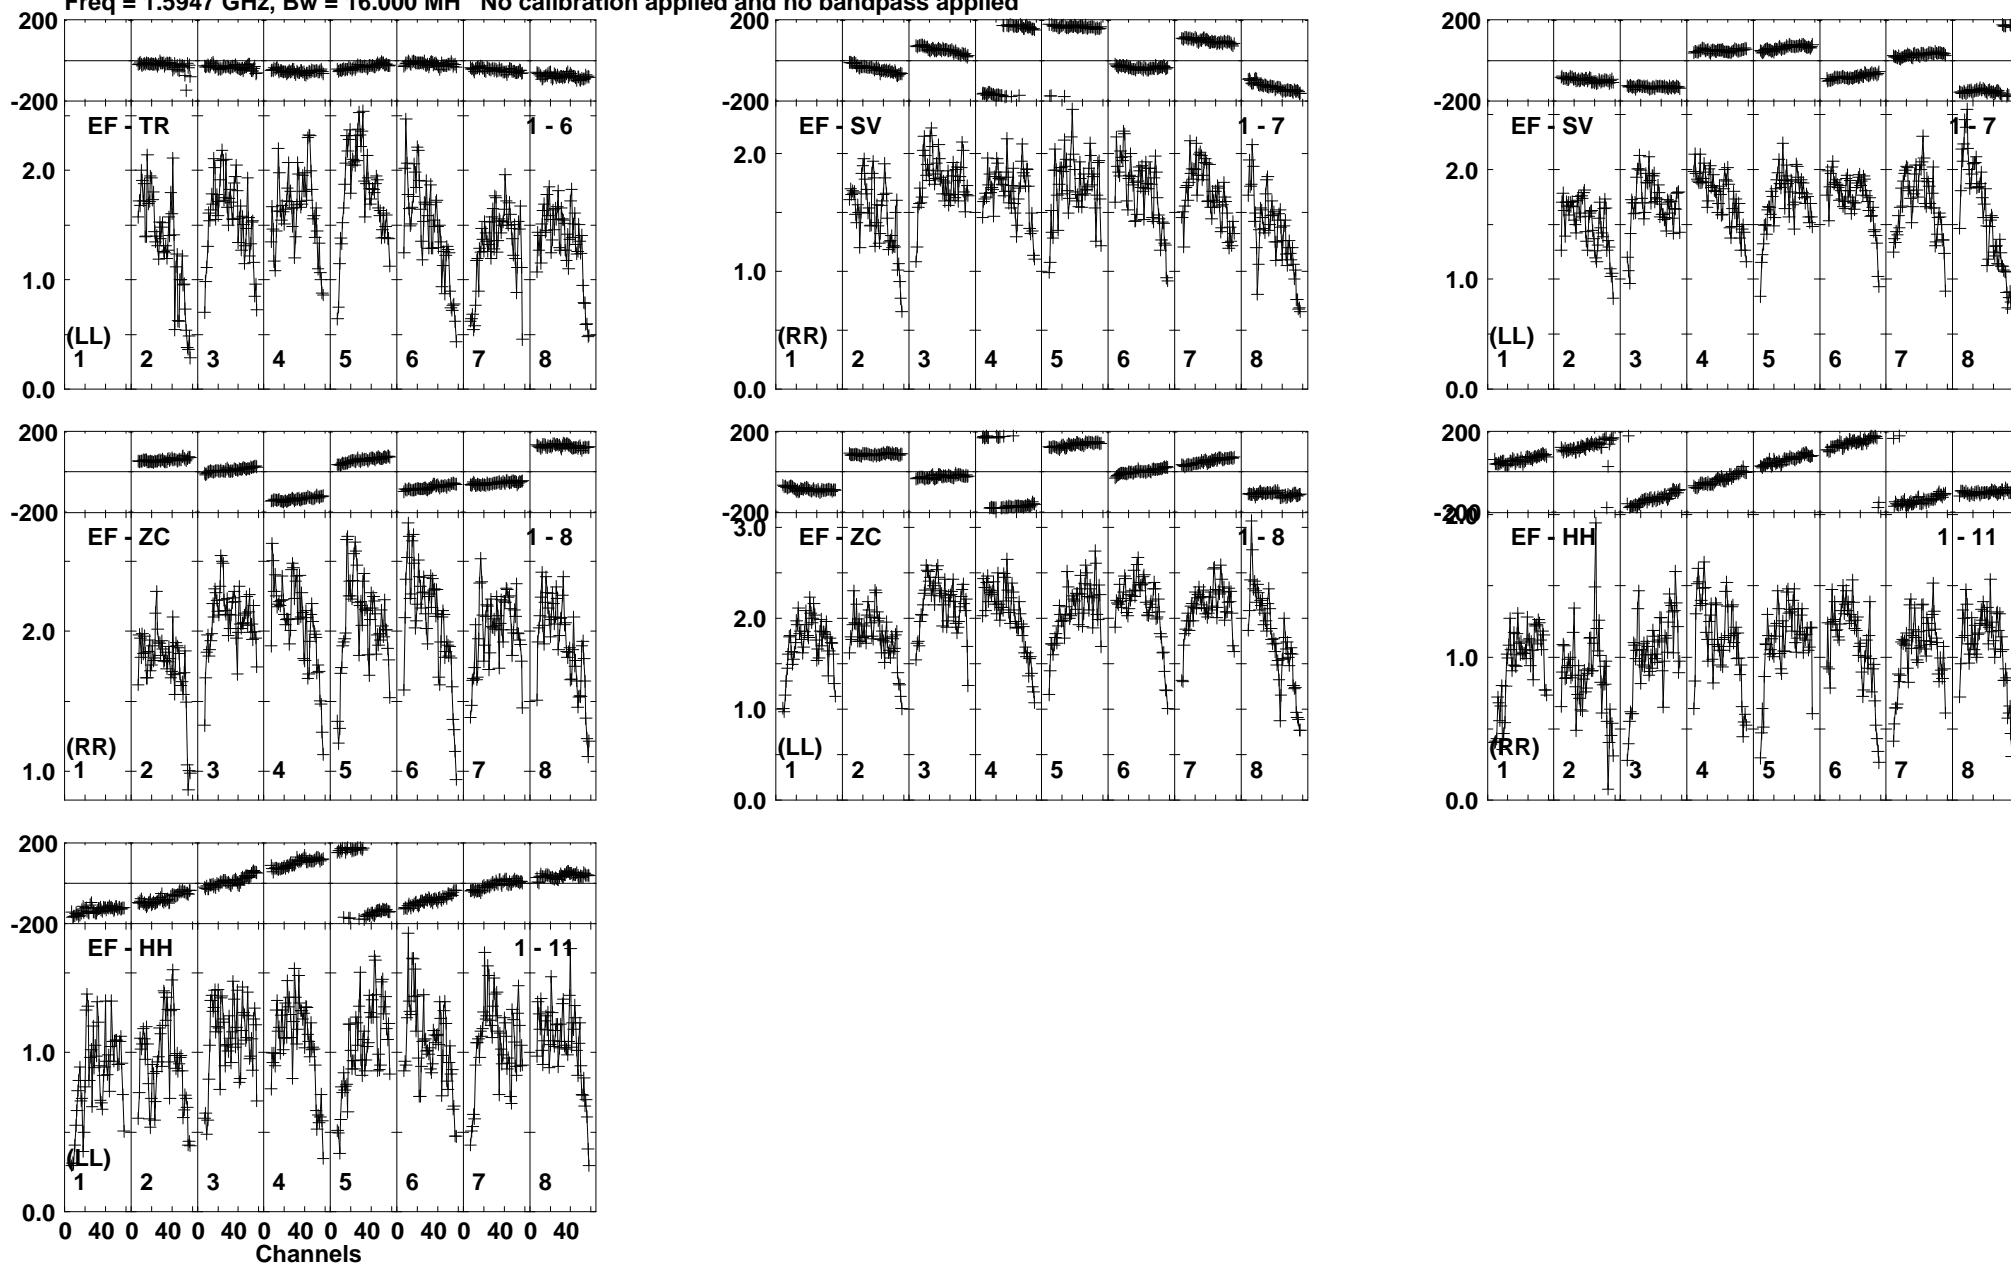 Freq = 1.5947 GHz, Bw = 16.000 MH No calibration applied and no bandpass applied
200 200 200
-200 -200 -200
EF - TR 1 - 6 EF - SV 1 - 7 EF - SV 1 - 7
2.0 2.0 2.0
1.0 1.0 1.0
(LL) (RR) (LL)
1 2 3 4 5 6 7 8 1 2 3 4 5 6 7 8 1 2 3 4 5 6 7 8
0.0 0.0 0.0
200 200 200
-200 -200 -200
3.0 2.0
EF - ZC 1 - 8 EF - ZC 1 - 8 EF - HH 1 - 11
2.0 2.0 1.0
1.0 1.0
(RR) (LL) (RR)
1 2 3 4 5 6 7 8 1 2 3 4 5 6 7 8 1 2 3 4 5 6 7 8
0.0 0.0
200
-200
EF - HH 1 - 11
1.0
(LL)
1 2 3 4 5 6 7 8
0.0
0 40 0 40 0 40 0 40 0 40 0 40 0 40 0 40
Channels